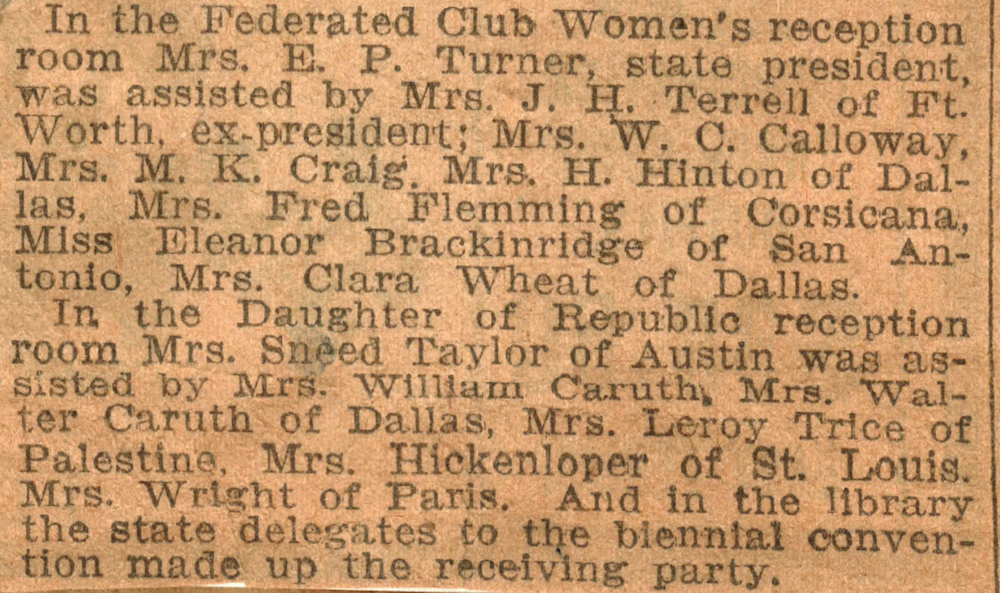 In the Federated Club Women's reception
room Mrs. E. P. Turner, state president,
was assisted by Mrs. J. H. Terrell of Ft.
Worth, ex-president; Mrs. W. C. Calloway,
Mrs. M. K. Craig, Mrs. H. Hinton of Dal-
las, Mrs. Fred Flemming of Corsicana,
Miss Eleanor Brackinridge of San An-
tonio, Mrs. Clara Wheat of Dallas.
In the Daughter of Republic reception
room Mrs. Sneed Taylor of Austin was as-
sisted by Mrs. William Caruth, Mrs. Wal-
ter Caruth of Dallas, Mrs. Leroy Trice of
Palestine, Mrs. Hickenloper of St. Louis.
Mrs. Wright of Paris. And in the library
the state delegates to the biennial conven-
tion made up the receiving party.